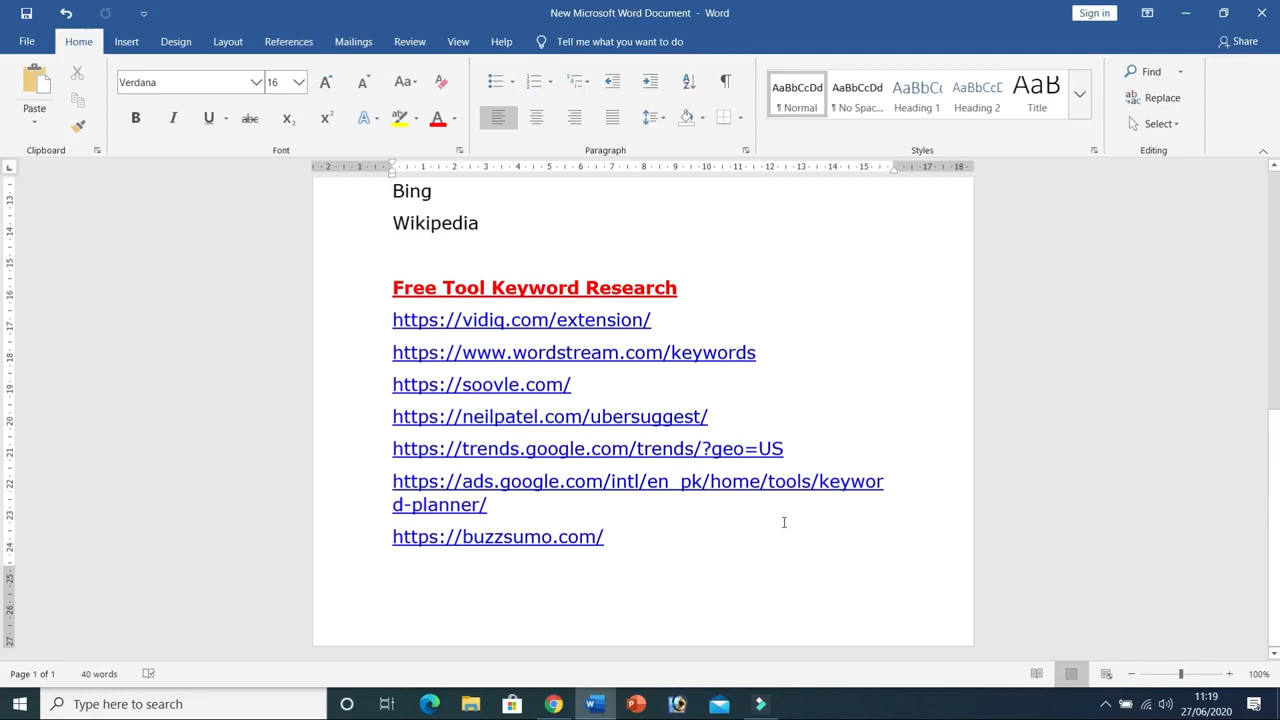 New Microsoft Word Document - Word
Sign in
File Home Insert Design Layout References Mailings Review View Help Tell me what you want to do Share
Paste
Clipboard
Verdana 16
Font
Paragraph
AaBbCcDd AaBbCcDd AaBbCc AaBbCcD AaB
¶ Normal ¶ No Spac... Heading 1 Heading 2 Title
Styles
Find
Replace
Select
Editing
Bing
Wikipedia
Free Tool Keyword Research
https://vidiq.com/extension/
https://www.wordstream.com/keywords
https://soovle.com/
https://neilpatel.com/ubersuggest/
https://trends.google.com/trends/?geo=US
https://ads.google.com/intl/en_pk/home/tools/keywor
d-planner/
https://buzzsumo.com/
Page 1 of 1 40 words 100%
Type here to search
11:19
27/06/2020